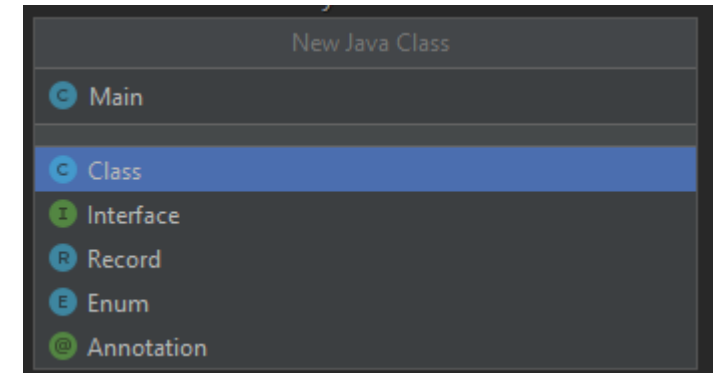 New Java Class
C Main
C Class
I Interface
R Record
E Enum
@ Annotation